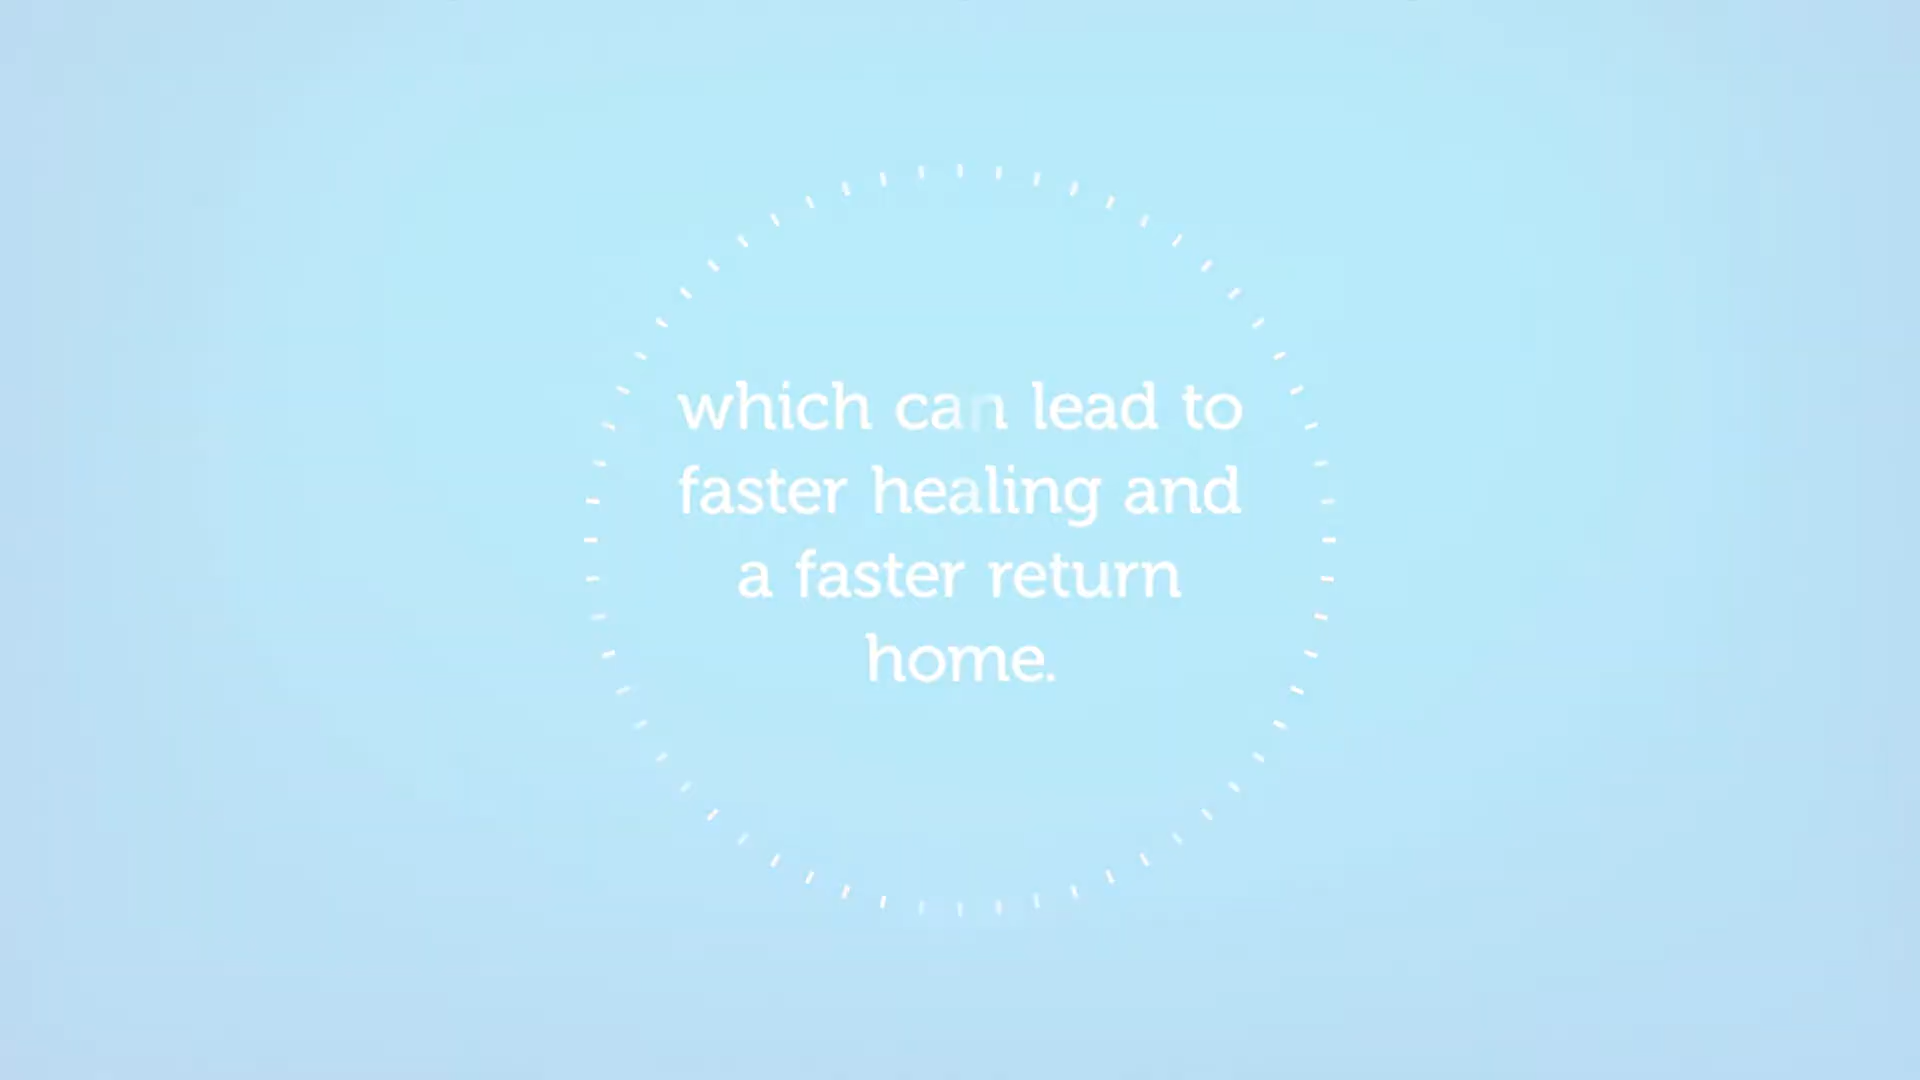 which can lead to
faster healing and
a faster return
home.